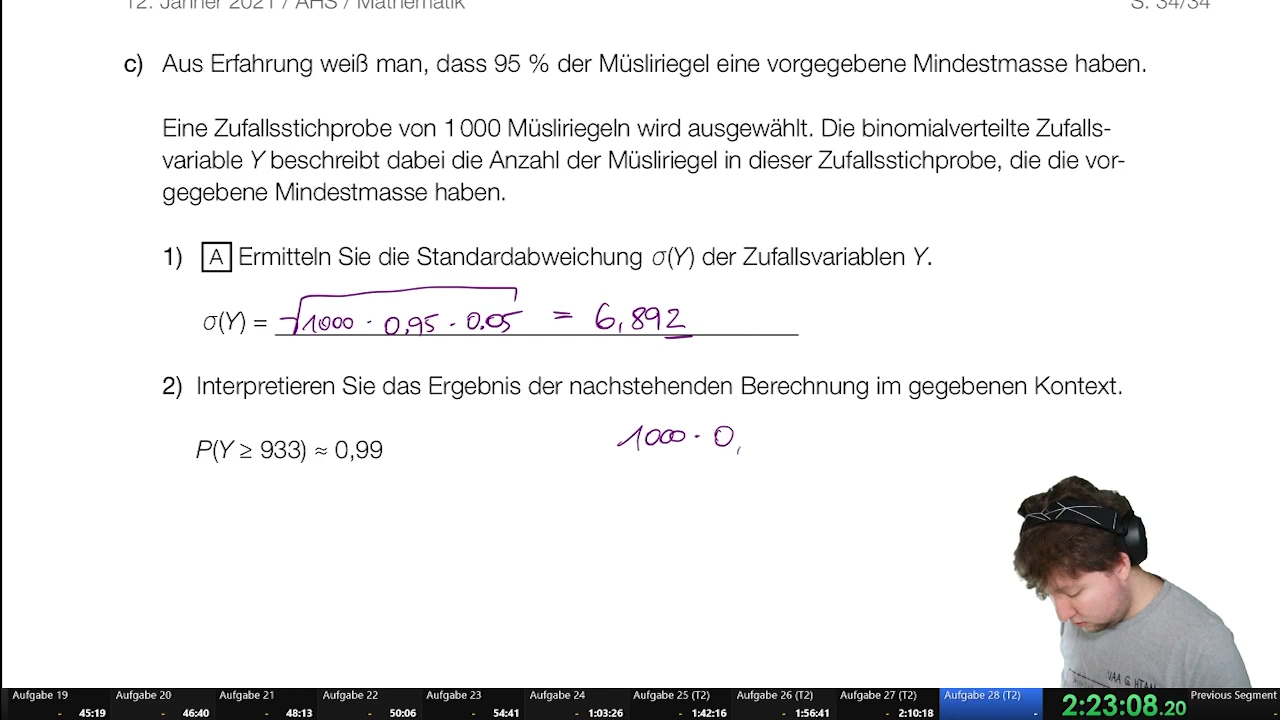 12. Jänner 2021 / AHS / Mathematik S. 34/34
c) Aus Erfahrung weiß man, dass 95 % der Müsliriegel eine vorgegebene Mindestmasse haben.
Eine Zufallsstichprobe von 1 000 Müsliriegeln wird ausgewählt. Die binomialverteilte Zufalls-
variable Y beschreibt dabei die Anzahl der Müsliriegel in dieser Zufallsstichprobe, die die vor-
gegebene Mindestmasse haben.
1) A Ermitteln Sie die Standardabweichung σ(Y) der Zufallsvariablen Y.
σ(Y) = √1000 · 0,95 · 0.05 = 6,892
2) Interpretieren Sie das Ergebnis der nachstehenden Berechnung im gegebenen Kontext.
1000 · 0,
P(Y ≥ 933) ≈ 0,99
Aufgabe 19 Aufgabe 20 Aufgabe 21 Aufgabe 22 Aufgabe 23 Aufgabe 24 Aufgabe 25 (T2) Aufgabe 26 (T2) Aufgabe 27 (T2) Aufgabe 28 (T2) 2:23:08.20 Previous Segment
- 45:19 - 46:40 - 48:13 - 50:06 - 54:41 - 1:03:26 - 1:42:16 - 1:56:41 - 2:10:18 - -